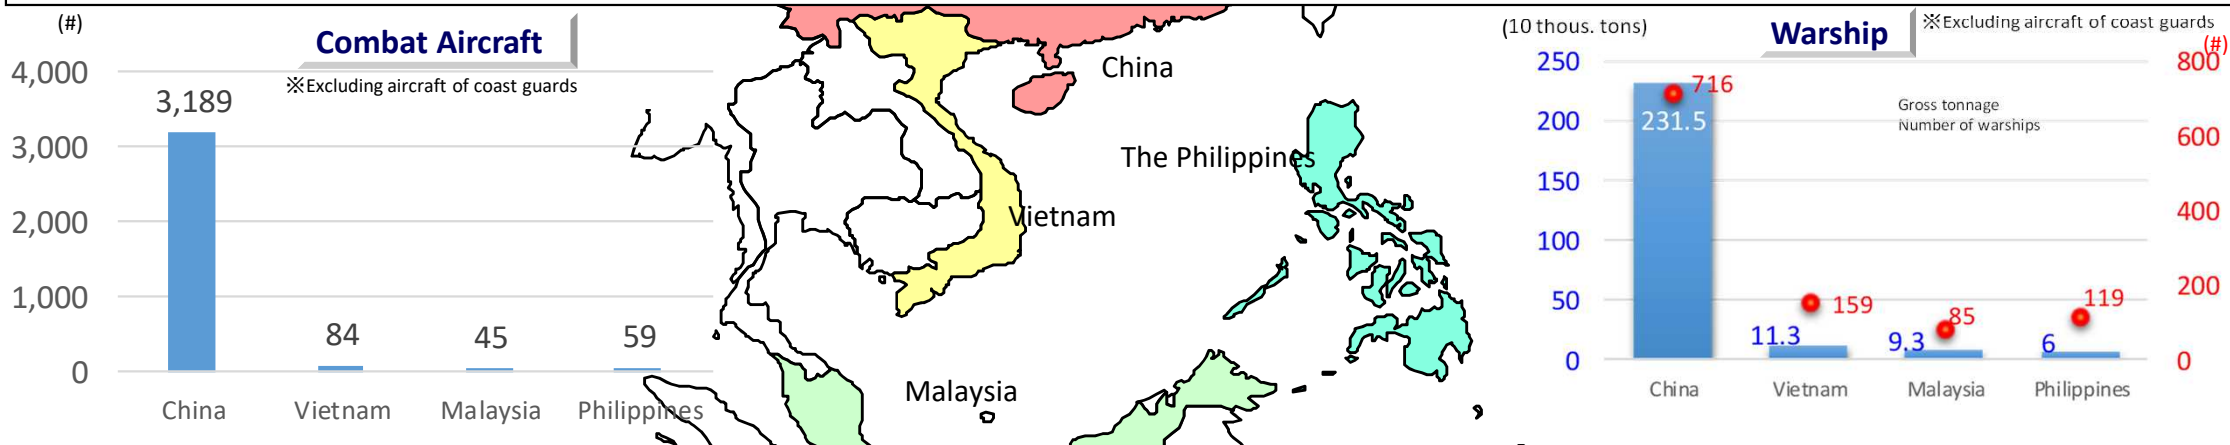 (#)
Combat Aircraft
※Excluding aircraft of coast guards
4,000
3,000
2,000
1,000
0
3,189
84
45
59
China
Vietnam
Malaysia
Philippines
China
The Philippines
Vietnam
Malaysia
(10 thous. tons)
Warship
※Excluding aircraft of coast guards
(#)
250
200
150
100
50
0
800
600
400
200
0
Gross tonnage
Number of warships
716
231.5
159
11.3
85
9.3
119
6
China
Vietnam
Malaysia
Philippines